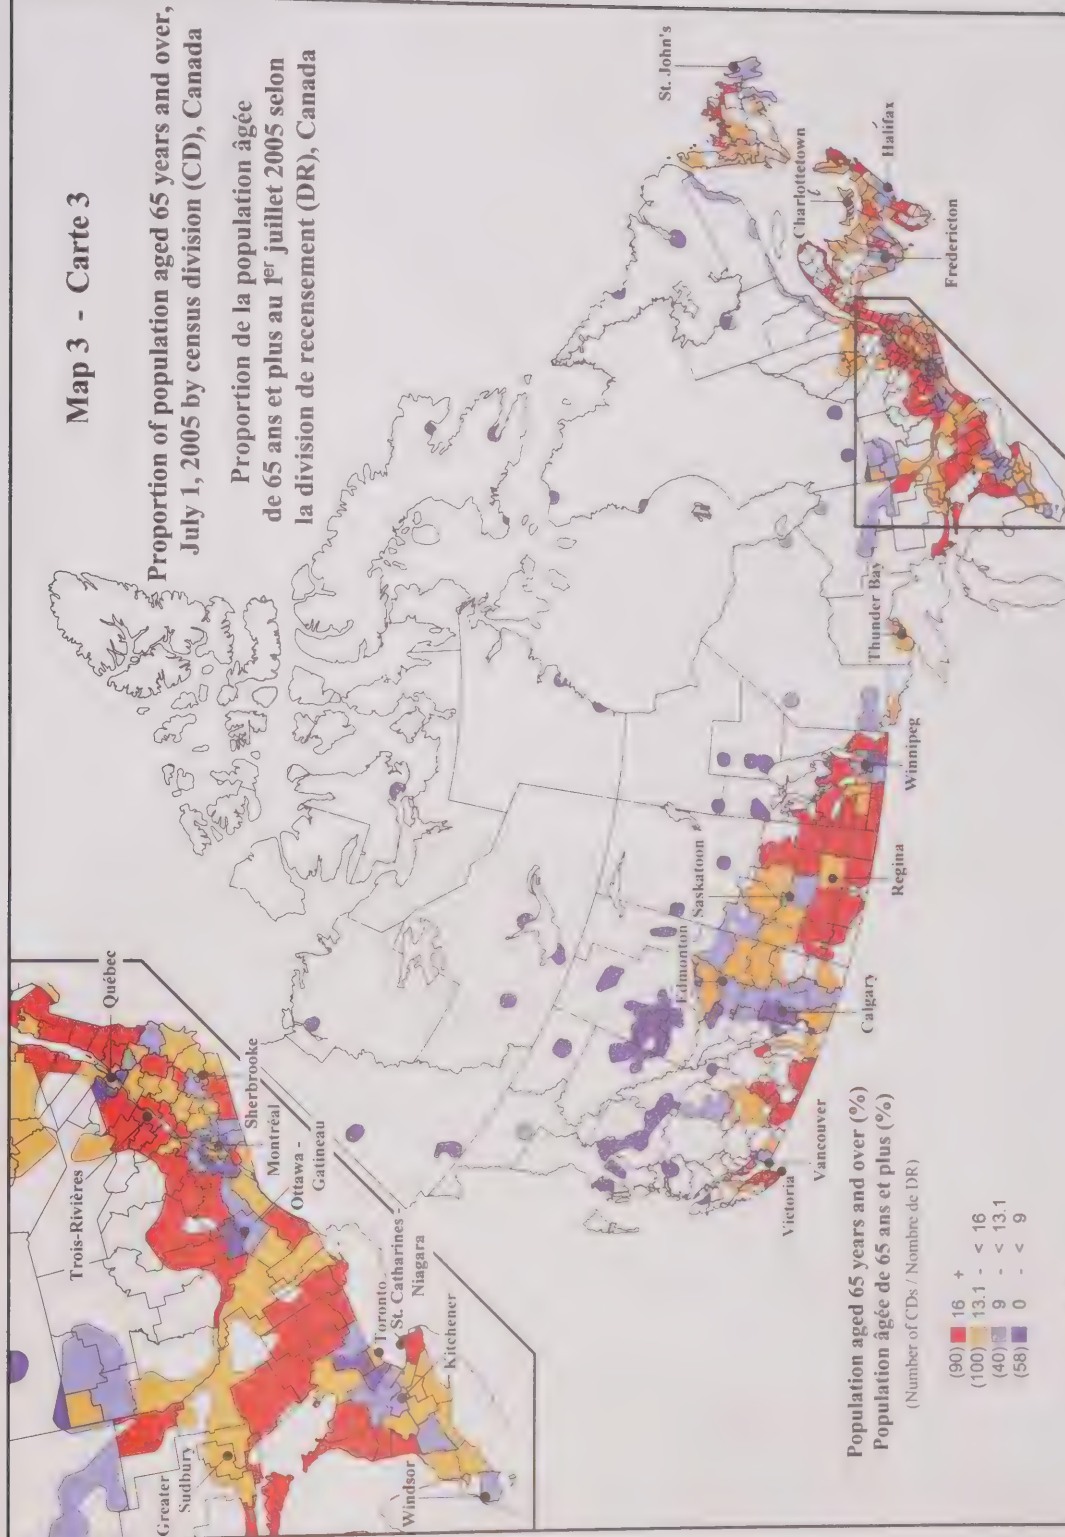 Map 3 - Carte 3
Proportion of population aged 65 years and over,
July 1, 2005 by census division (CD), Canada
Proportion de la population âgée
de 65 ans et plus au 1er juillet 2005 selon
la division de recensement (DR), Canada
Québec
Trois-Rivières
Sherbrooke
Montréal
Ottawa -
Gatineau
Greater
Sudbury
Toronto
St. Catharines -
Niagara
Kitchener
Windsor
St. John's
Charlottetown
Halifax
Fredericton
Thunder Bay
Winnipeg
Regina
Saskatoon
Edmonton
Calgary
Vancouver
Victoria
Population aged 65 years and over (%)
Population âgée de 65 ans et plus (%)
(Number of CDs / Nombre de DR)
(90) 16 +
(100) 13.1 - < 16
(40) 9 - < 13.1
(58) 0 - < 9